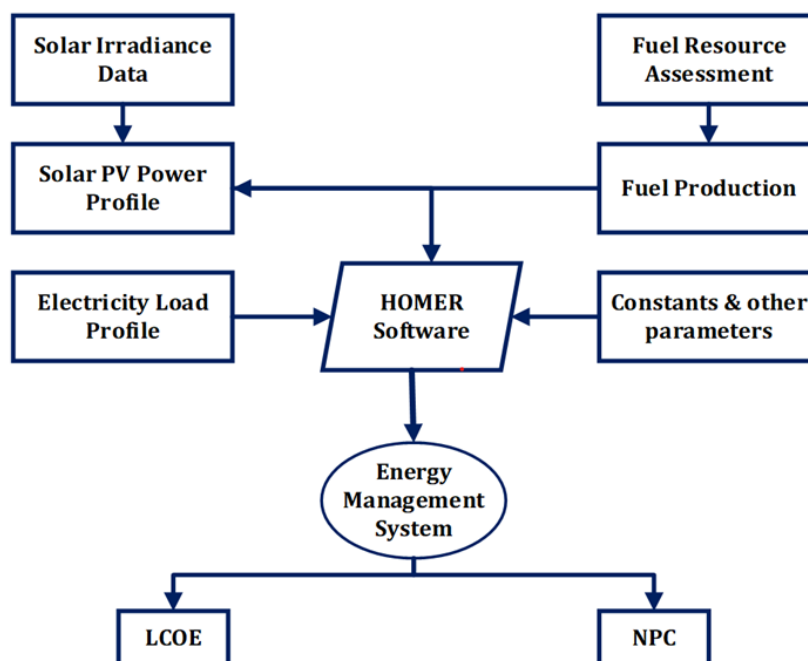 Solar Irradiance
Data
Fuel Resource
Assessment
Solar PV Power
Profile
Fuel Production
Electricity Load
Profile
HOMER
Software
Constants & other
parameters
Energy
Management
System
LCOE
NPC